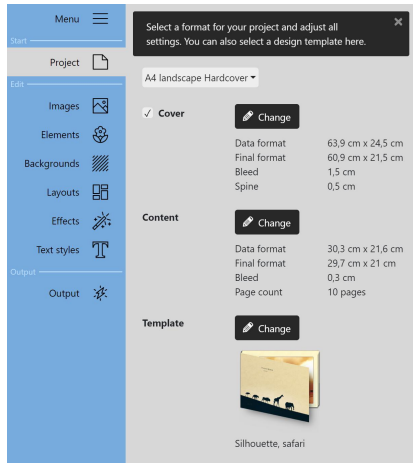 Menu
Start
Project
Edit
Images
Elements
Backgrounds
Layouts
Effects
Text styles
Output
Output
Select a format for your project and adjust all
settings. You can also select a design template here.
A4 landscape Hardcover
Cover
Change
Data format 63,9 cm x 24,5 cm
Final format 60,9 cm x 21,5 cm
Bleed 1,5 cm
Spine 0,5 cm
Content
Change
Data format 30,3 cm x 21,6 cm
Final format 29,7 cm x 21 cm
Bleed 0,3 cm
Page count 10 pages
Template
Change
Silhouette, safari